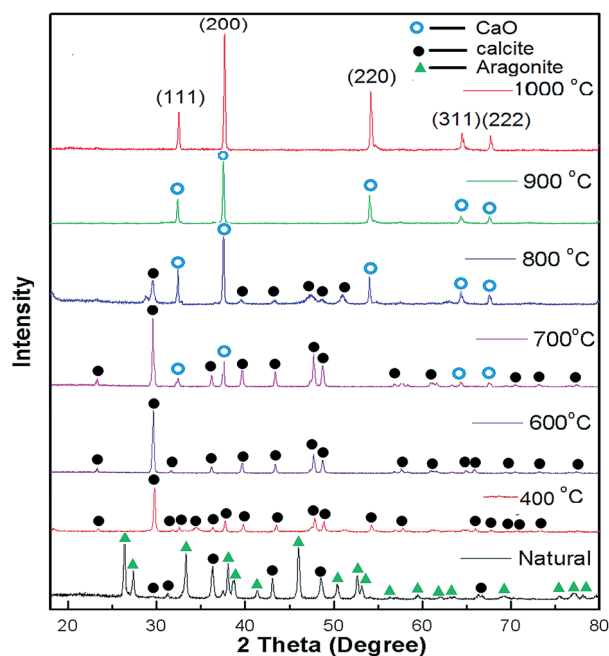 (200)
CaO
calcite
Aragonite
(111)
(220)
1000 °C
(311)
(222)
900 °C
800 °C
700°C
600°C
400 °C
Natural
Intensity
20 30 40 50 60 70 80
2 Theta (Degree)